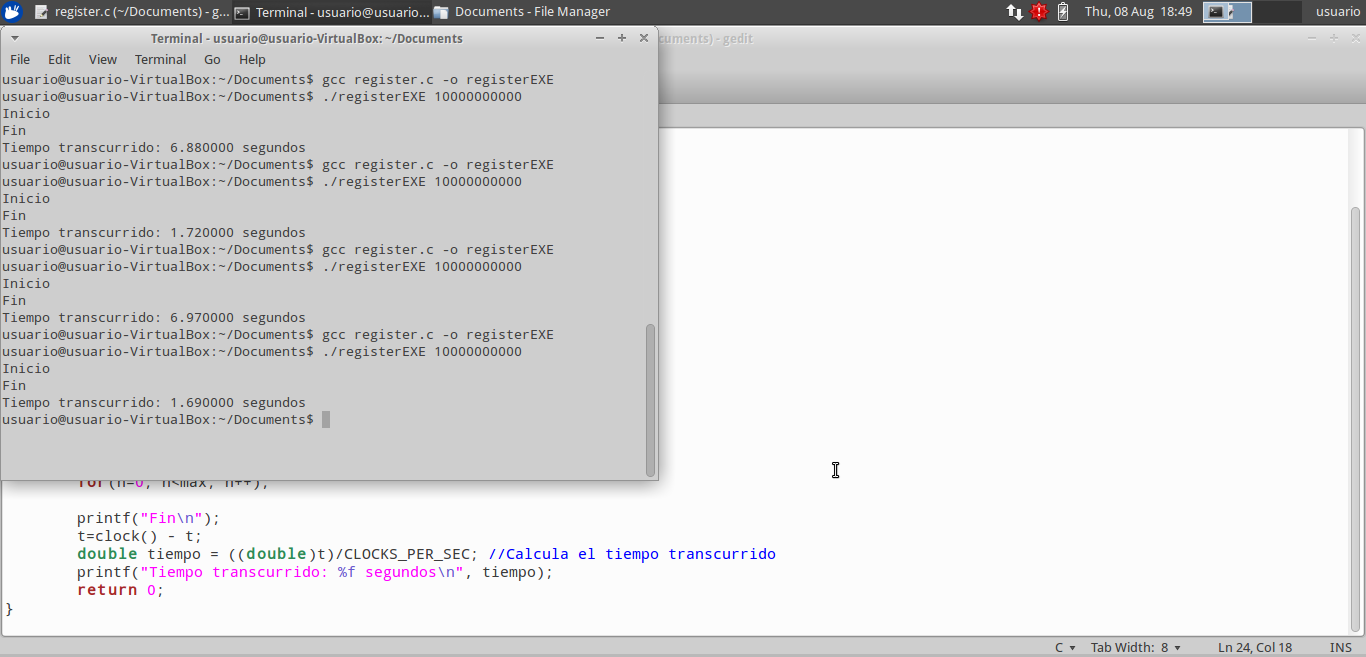 register.c (~/Documents) - g... Terminal - usuario@usuario... Documents - File Manager Thu, 08 Aug 18:49 usuario
Terminal - usuario@usuario-VirtualBox: ~/Documents
cuments) - gedit
File Edit View Terminal Go Help
usuario@usuario-VirtualBox:~/Documents$ gcc register.c -o registerEXE
usuario@usuario-VirtualBox:~/Documents$ ./registerEXE 10000000000
Inicio
Fin
Tiempo transcurrido: 6.880000 segundos
usuario@usuario-VirtualBox:~/Documents$ gcc register.c -o registerEXE
usuario@usuario-VirtualBox:~/Documents$ ./registerEXE 10000000000
Inicio
Fin
Tiempo transcurrido: 1.720000 segundos
usuario@usuario-VirtualBox:~/Documents$ gcc register.c -o registerEXE
usuario@usuario-VirtualBox:~/Documents$ ./registerEXE 10000000000
Inicio
Fin
Tiempo transcurrido: 6.970000 segundos
usuario@usuario-VirtualBox:~/Documents$ gcc register.c -o registerEXE
usuario@usuario-VirtualBox:~/Documents$ ./registerEXE 10000000000
Inicio
Fin
Tiempo transcurrido: 1.690000 segundos
usuario@usuario-VirtualBox:~/Documents$
for(n=0; n<max; n++);
printf("Fin\n");
t=clock() - t;
double tiempo = ((double)t)/CLOCKS_PER_SEC; //Calcula el tiempo transcurrido
printf("Tiempo transcurrido: %f segundos\n", tiempo);
return 0;
}
C Tab Width: 8 Ln 24, Col 18 INS